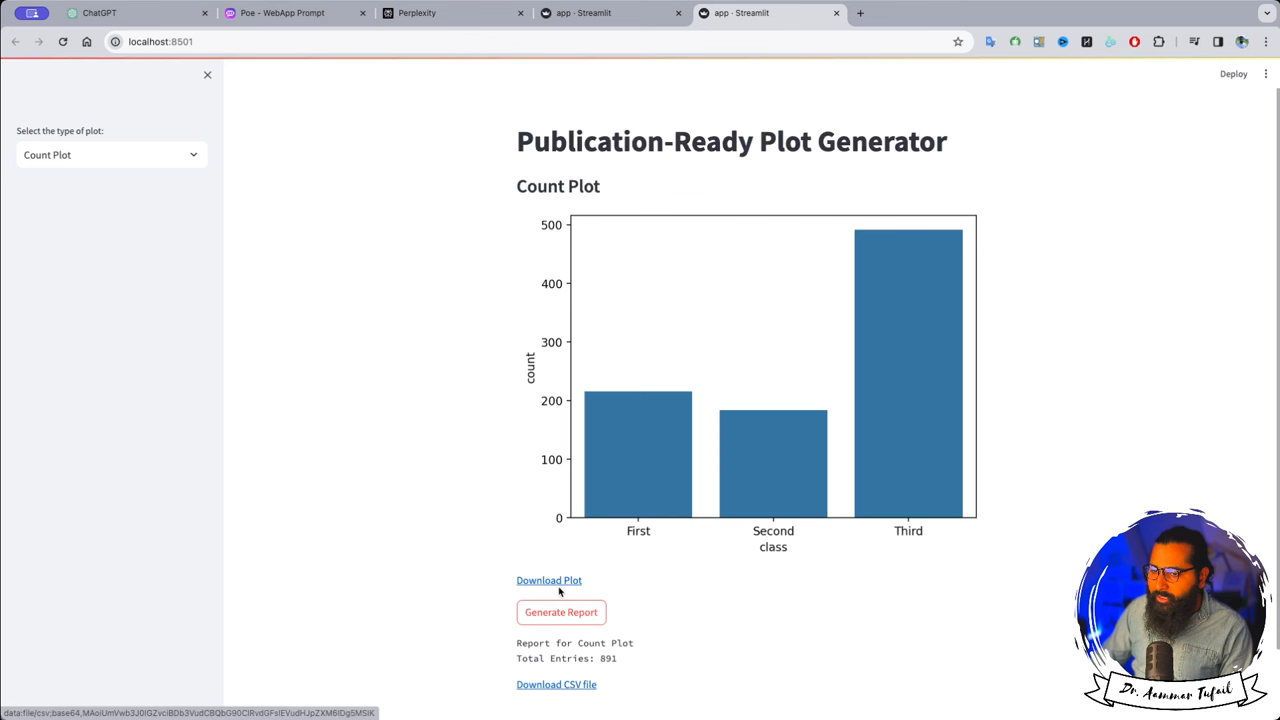 ChatGPT
Poe - WebApp Prompt
Perplexity
app · Streamlit
app · Streamlit
localhost:8501
Deploy
Select the type of plot:
Count Plot
Publication-Ready Plot Generator
Count Plot
500
400
300
200
100
0
count
First
Second
Third
class
Download Plot
Generate Report
Report for Count Plot
Total Entries: 891
Download CSV file
Dr. Aammar Tufail